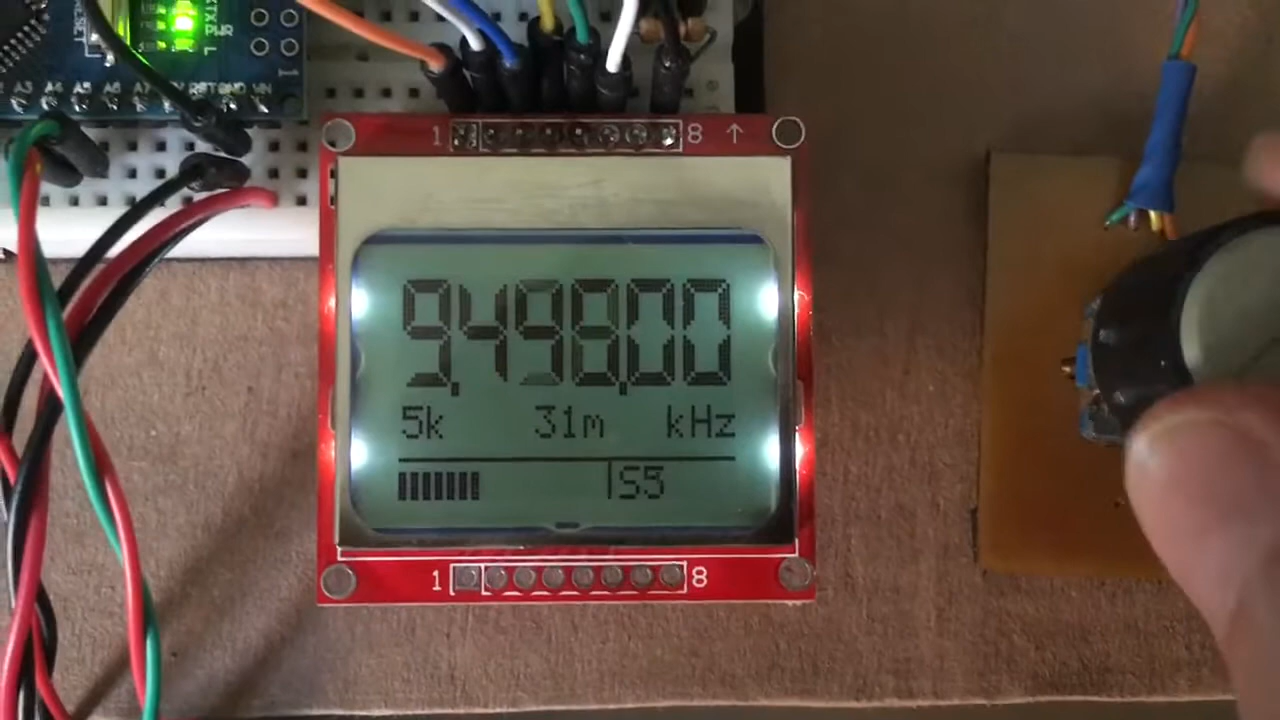 PWR
L
A3 A4 A5 A6 A7 5V RST GND VIN
1 8 ↑
9,498,00
5k 31m kHz
S5
1 8